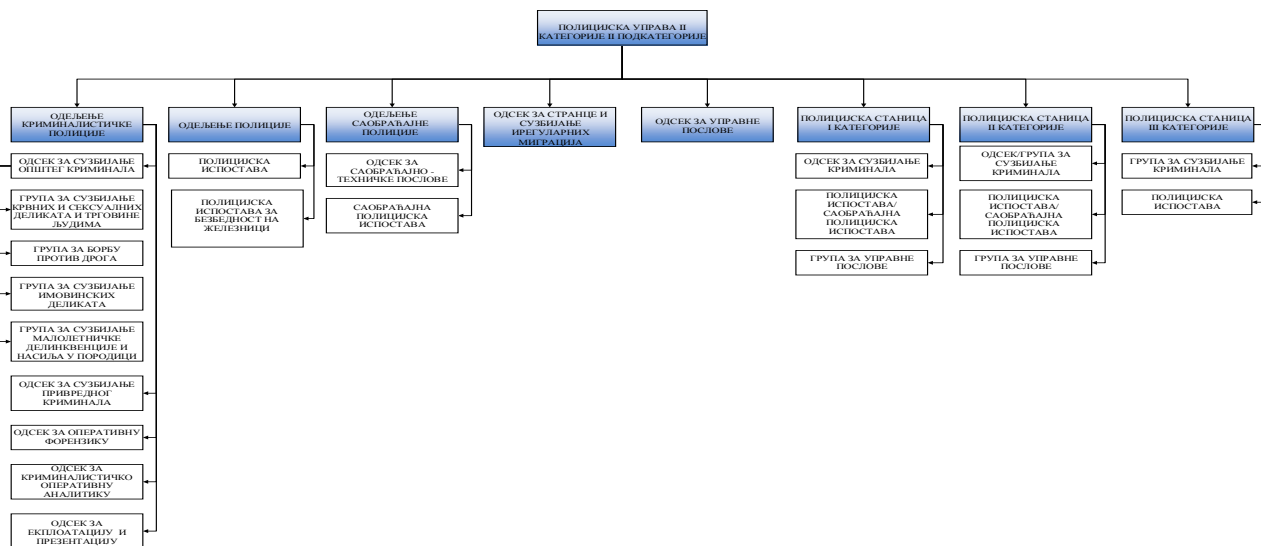 ПОЛИЦИЈСКА УПРАВА II
КАТЕГОРИЈЕ II ПОДКАТЕГОРИЈЕ
ОДЕЉЕЊЕ
КРИМИНАЛИСТИЧКЕ
ПОЛИЦИЈЕ
ОДСЕК ЗА СУЗБИЈАЊЕ
ОПШТЕГ КРИМИНАЛА
ГРУПА ЗА СУЗБИЈАЊЕ
КРВНИХ И СЕКСУАЛНИХ
ДЕЛИКАТА И ТРГОВИНЕ
ЉУДИМА
ГРУПА ЗА БОРБУ
ПРОТИВ ДРОГА
ГРУПА ЗА СУЗБИЈАЊЕ
ИМОВИНСКИХ
ДЕЛИКАТА
ГРУПА ЗА СУЗБИЈАЊЕ
МАЛОЛЕТНИЧКЕ
ДЕЛИНКВЕНЦИЈЕ И
НАСИЉА У ПОРОДИЦИ
ОДСЕК ЗА СУЗБИЈАЊЕ
ПРИВРЕДНОГ
КРИМИНАЛА
ОДСЕК ЗА ОПЕРАТИВНУ
ФОРЕНЗИКУ
ОДСЕК ЗА
КРИМИНАЛИСТИЧКО
ОПЕРАТИВНУ
АНАЛИТИКУ
ОДСЕК ЗА
ЕКПЛОАТАЦИЈУ И
ПРЕЗЕНТАЦИЈУ
ОДЕЉЕЊЕ ПОЛИЦИЈЕ
ПОЛИЦИЈСКА
ИСПОСТАВА
ПОЛИЦИЈСКА
ИСПОСТАВА ЗА
БЕЗБЕДНОСТ НА
ЖЕЛЕЗНИЦИ
ОДЕЉЕЊЕ
САОБРАЋАЈНЕ
ПОЛИЦИЈЕ
ОДСЕК ЗА
САОБРАЋАЈНО -
ТЕХНИЧКЕ ПОСЛОВЕ
САОБРАЋАЈНА
ПОЛИЦИЈСКА
ИСПОСТАВА
ОДСЕК ЗА СТРАНЦЕ И
СУЗБИЈАЊЕ
ИРЕГУЛАРНИХ
МИГРАЦИЈА
ОДСЕК ЗА УПРАВНЕ
ПОСЛОВЕ
ПОЛИЦИЈСКА СТАНИЦА
I КАТЕГОРИЈЕ
ОДСЕК ЗА СУЗБИЈАЊЕ
КРИМИНАЛА
ПОЛИЦИЈСКА
ИСПОСТАВА/
САОБРАЋАЈНА
ПОЛИЦИЈСКА
ИСПОСТАВА
ГРУПА ЗА УПРАВНЕ
ПОСЛОВЕ
ПОЛИЦИЈСКА СТАНИЦА
II КАТЕГОРИЈЕ
ОДСЕК/ГРУПА ЗА
СУЗБИЈАЊЕ
КРИМИНАЛА
ПОЛИЦИЈСКА
ИСПОСТАВА/
САОБРАЋАЈНА
ПОЛИЦИЈСКА
ИСПОСТАВА
ГРУПА ЗА УПРАВНЕ
ПОСЛОВЕ
ПОЛИЦИЈСКА СТАНИЦА
III КАТЕГОРИЈЕ
ГРУПА ЗА СУЗБИЈАЊЕ
КРИМИНАЛА
ПОЛИЦИЈСКА
ИСПОСТАВА